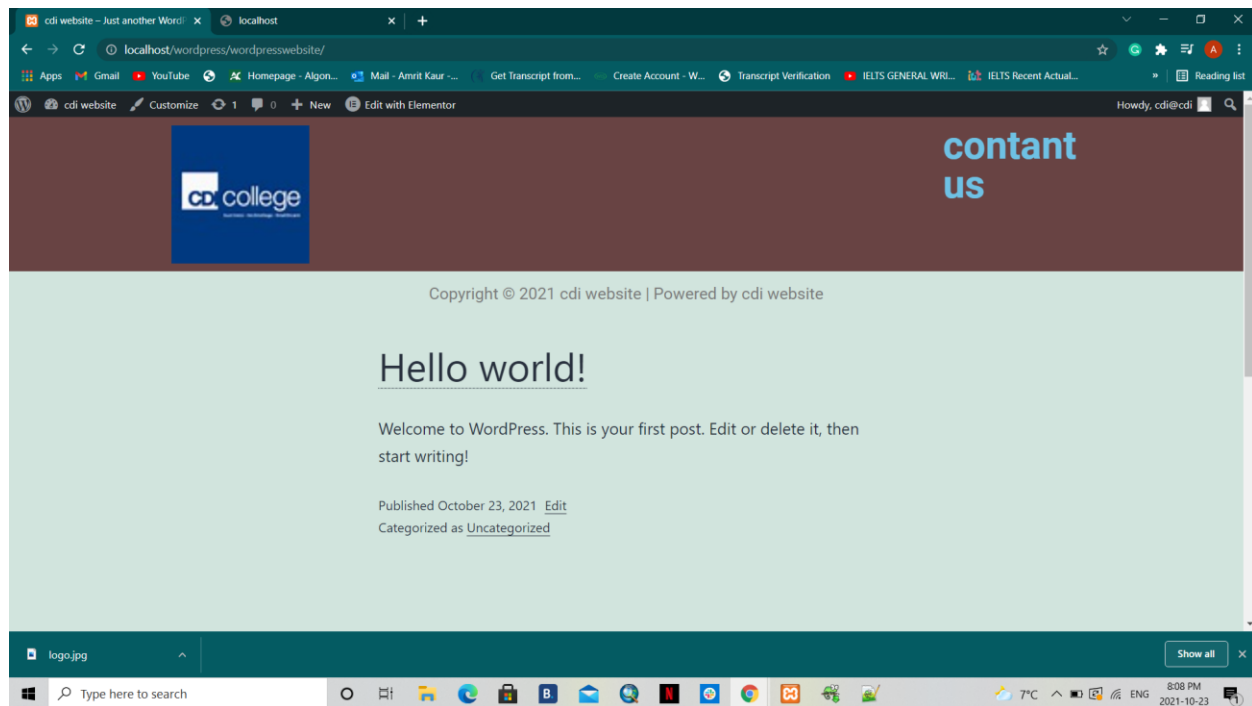 cdi website – Just another WordP
localhost
localhost/wordpress/wordpresswebsite/
A
Apps Gmail YouTube Homepage - Algon... Mail - Amrit Kaur -... Get Transcript from... Create Account - W... Transcript Verification IELTS GENERAL WRI... IELTS Recent Actual... » Reading list
cdi website Customize 1 0 New Edit with Elementor Howdy, cdi@cdi
contant
us
CDI college
Copyright © 2021 cdi website | Powered by cdi website
Hello world!
Welcome to WordPress. This is your first post. Edit or delete it, then
start writing!
Published October 23, 2021 Edit
Categorized as Uncategorized
logo.jpg Show all
Type here to search 7°C ENG 8:08 PM
2021-10-23